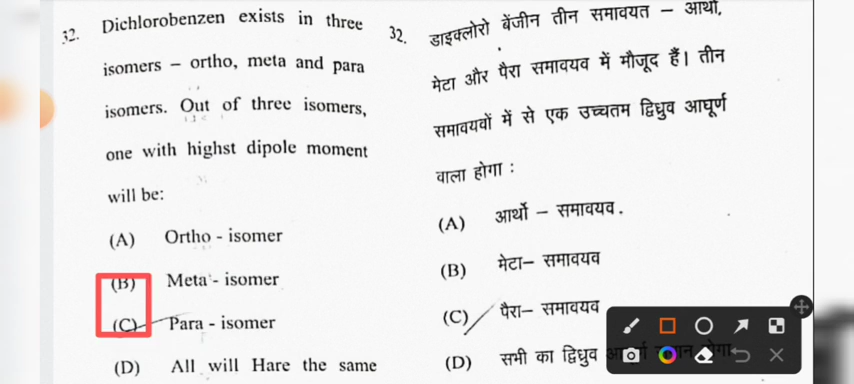 32. Dichlorobenzen exists in three
isomers – ortho, meta and para
isomers. Out of three isomers,
one with highst dipole moment
will be:
(A) Ortho - isomer
(B) Meta - isomer
(C) Para - isomer
(D) All will Hare the same
32. डाइक्लोरो बेंजीन तीन समावयत – आर्थो,
मेटा और पैरा समावयव में मौजूद हैं। तीन
समावयवों में से एक उच्चतम द्विध्रुव आघूर्ण
वाला होगा :
(A) आर्थो – समावयव .
(B) मेटा– समावयव
(C) पैरा– समावयव
(D) सभी का द्विध्रुव